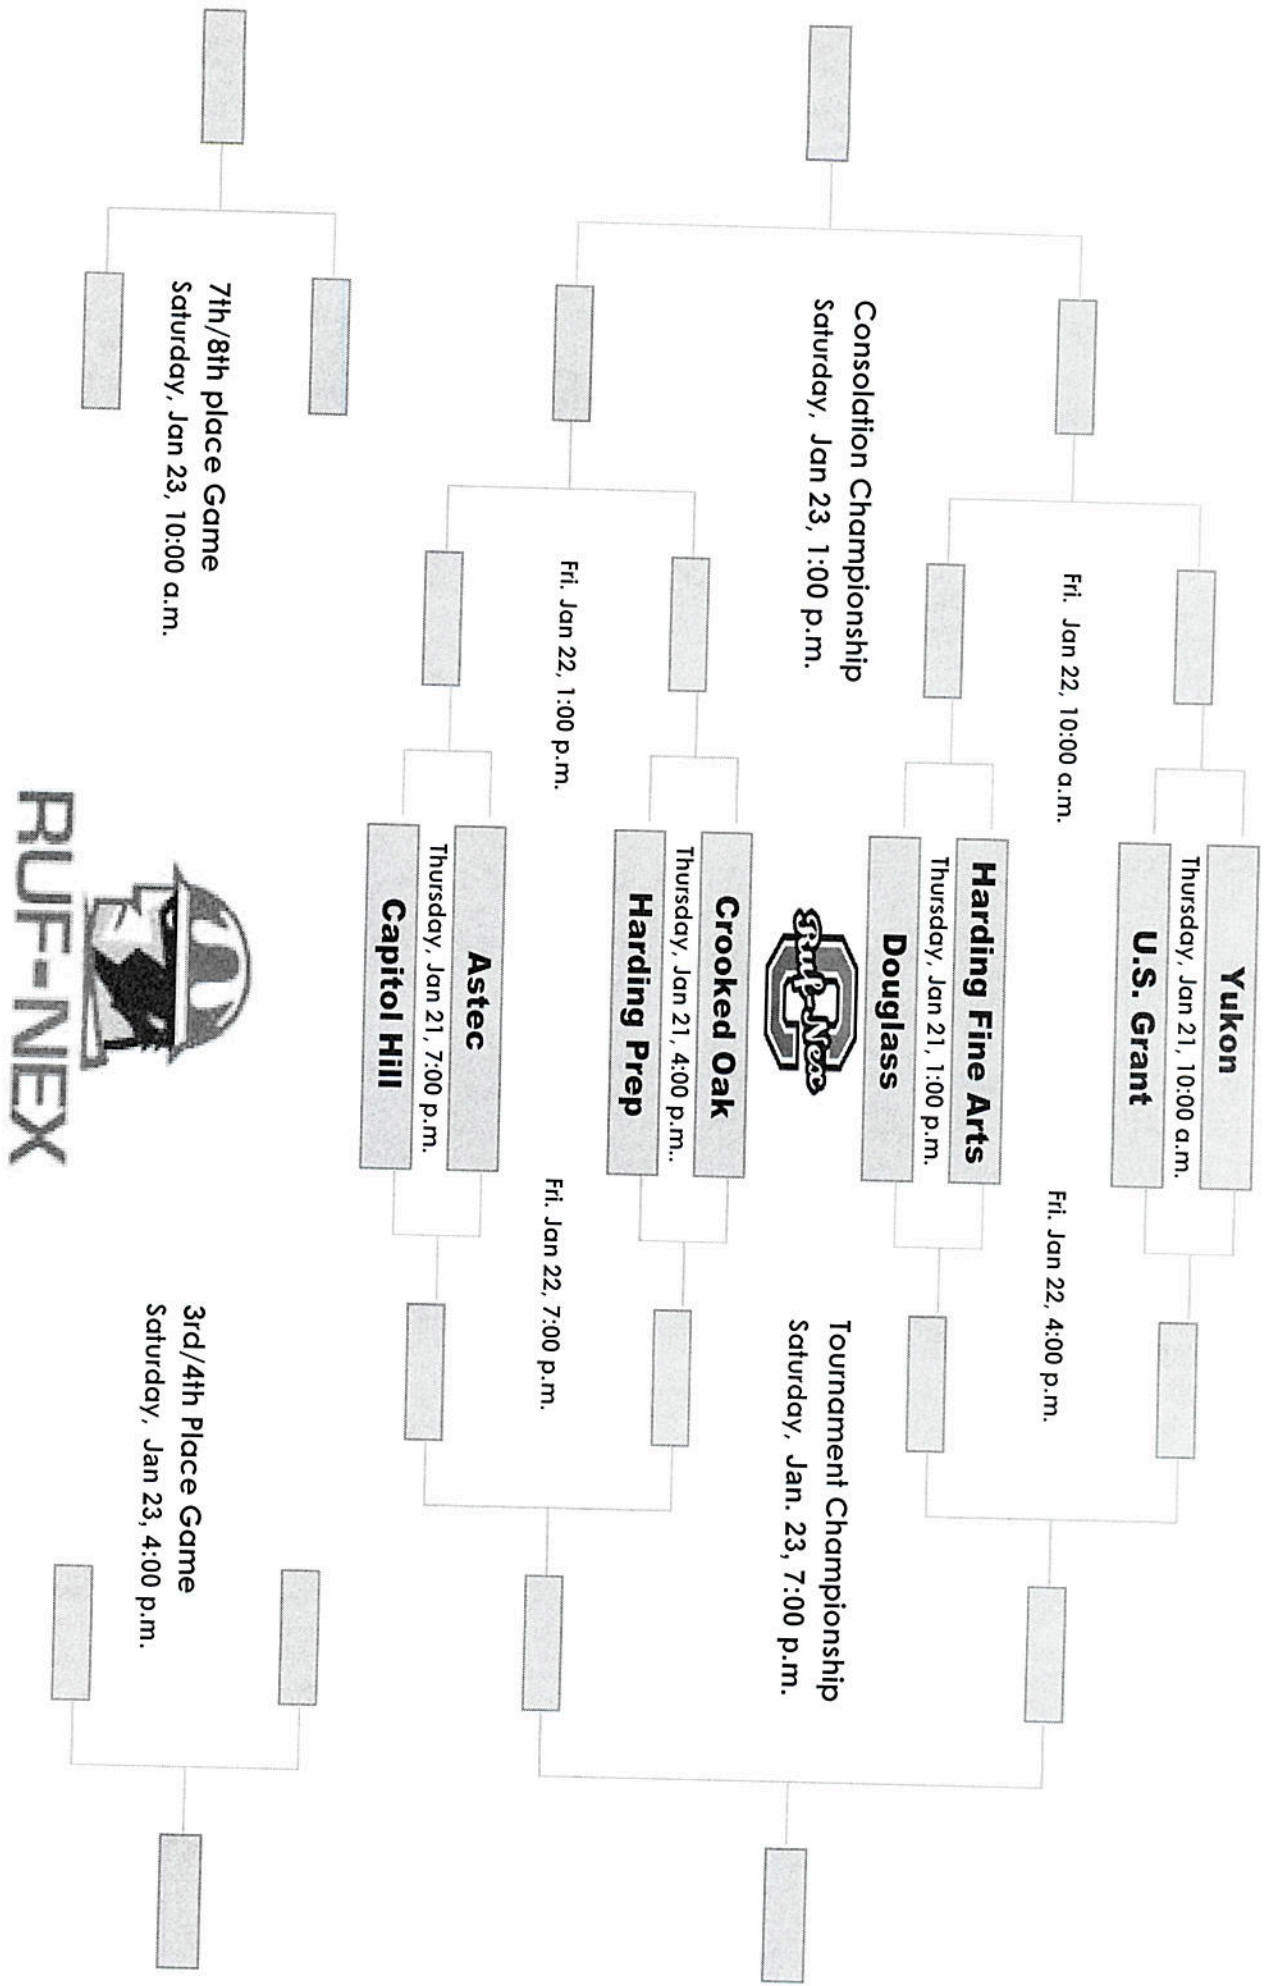 Yukon
Thursday, Jan 21, 10:00 a.m.
U.S. Grant
Fri. Jan 22, 10:00 a.m.
Fri. Jan 22, 4:00 p.m.
Harding Fine Arts
Thursday, Jan 21, 1:00 p.m.
Douglass
Consolation Championship
Saturday, Jan 23, 1:00 p.m.
Ruf-Nex
Tournament Championship
Saturday, Jan. 23, 7:00 p.m.
Crooked Oak
Thursday, Jan 21, 4:00 p.m..
Harding Prep
Fri. Jan 22, 1:00 p.m.
Fri. Jan 22, 7:00 p.m.
Astec
Thursday, Jan 21, 7:00 p.m.
Capitol Hill
7th/8th place Game
Saturday, Jan 23, 10:00 a.m.
3rd/4th Place Game
Saturday, Jan 23, 4:00 p.m.
RUF-NEX